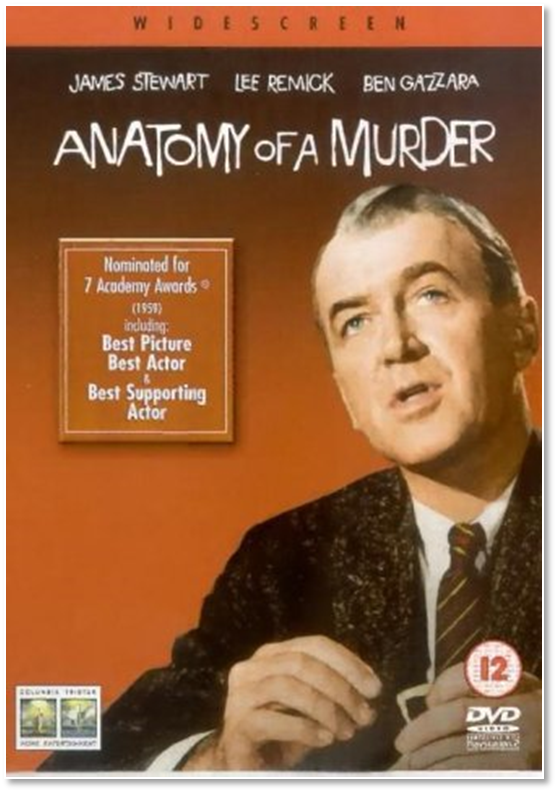 WIDESCREEN
JAMES STEWART LEE REMICK BEN GAZZARA
ANATOMY OF A MURDER
Nominated for
7 Academy Awards ®
(1959)
including:
Best Picture
Best Actor
&
Best Supporting
Actor
12
COLUMBIA TRISTAR
HOME ENTERTAINMENT
DVD
VIDEO